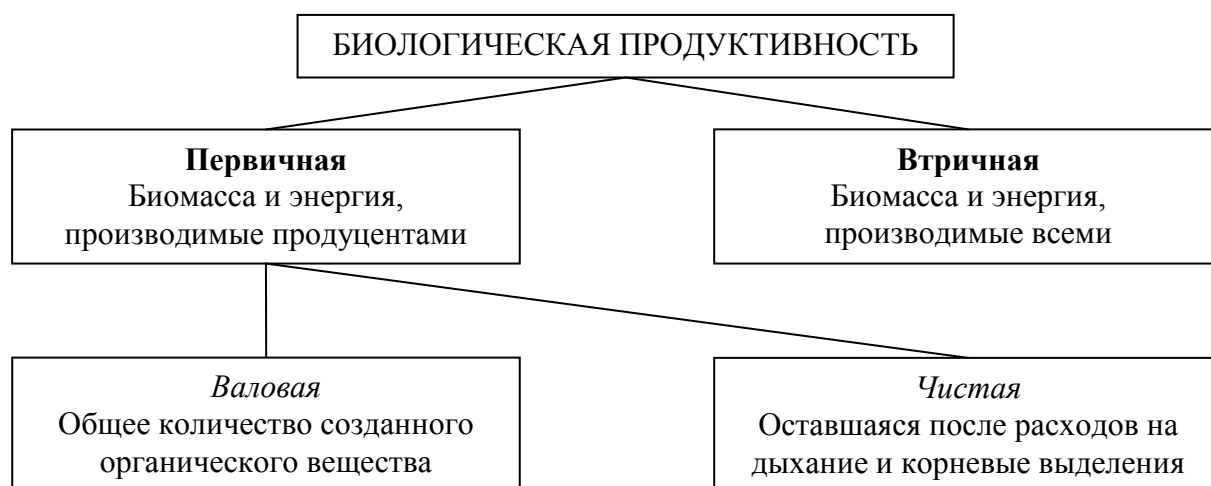 БИОЛОГИЧЕСКАЯ ПРОДУКТИВНОСТЬ
Первичная
Биомасса и энергия,
производимые продуцентами
Втричная
Биомасса и энергия,
производимые всеми
Валовая
Общее количество созданного
органического вещества
Чистая
Оставшаяся после расходов на
дыхание и корневые выделения